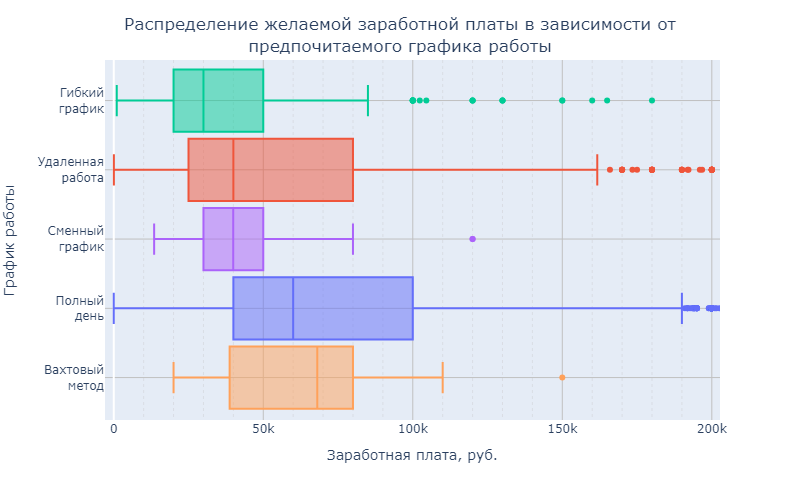 Распределение желаемой заработной платы в зависимости от
предпочитаемого графика работы
График работы
Гибкий
график
Удаленная
работа
Сменный
график
Полный
день
Вахтовый
метод
0 50k 100k 150k 200k
Заработная плата, руб.